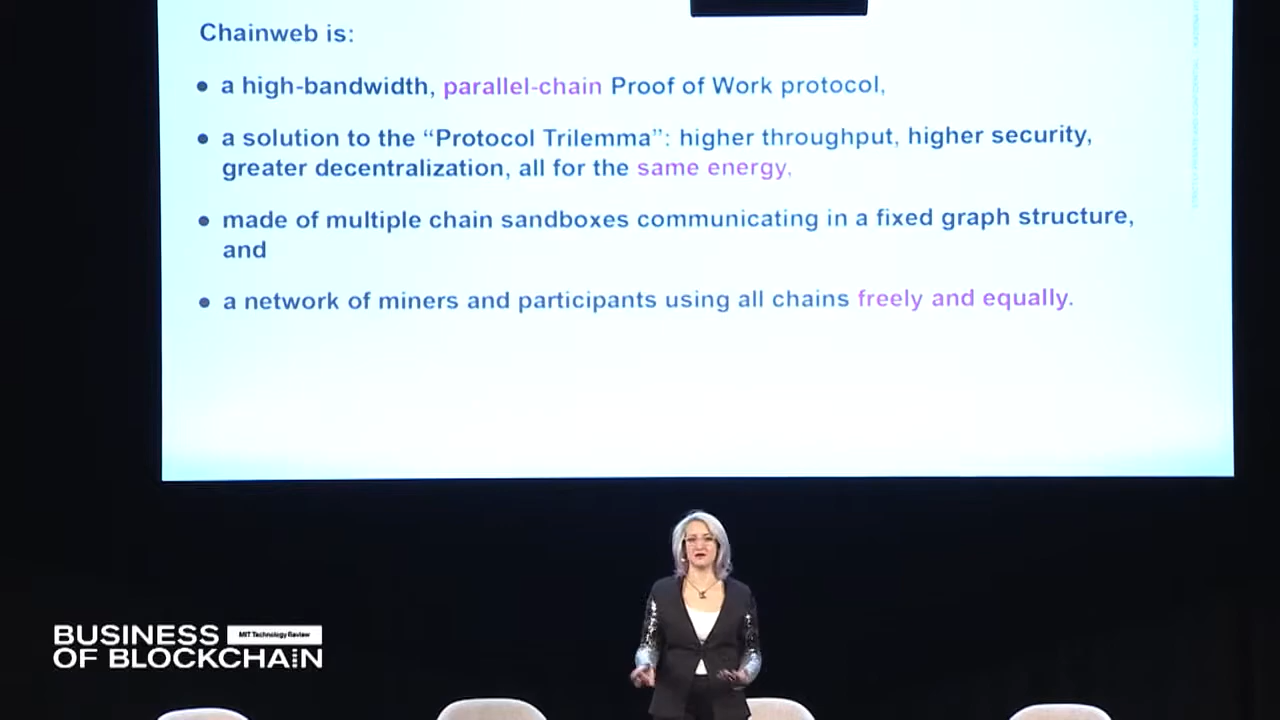 Chainweb is:
• a high-bandwidth, parallel-chain Proof of Work protocol,
• a solution to the “Protocol Trilemma”: higher throughput, higher security,
greater decentralization, all for the same energy,
• made of multiple chain sandboxes communicating in a fixed graph structure,
and
• a network of miners and participants using all chains freely and equally.
BUSINESS MIT Technology Review
OF BLOCKCHAIN